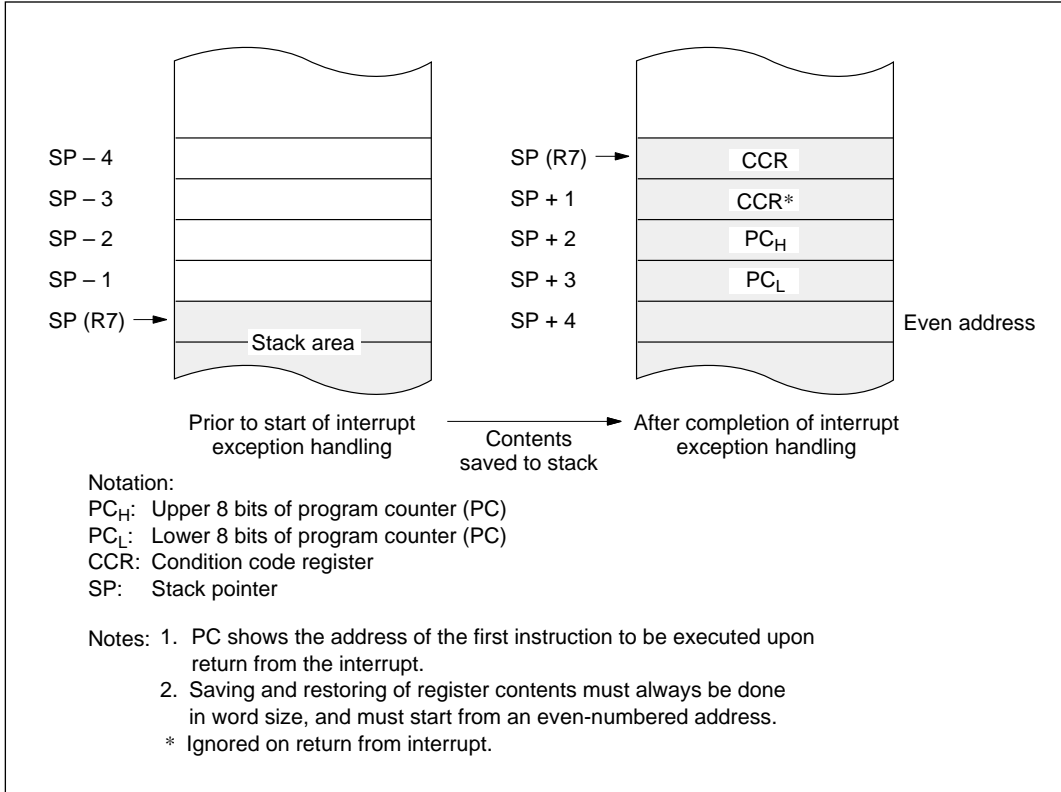 SP – 4
SP – 3
SP – 2
SP – 1
SP (R7)
Stack area
SP (R7)
SP + 1
SP + 2
SP + 3
SP + 4
CCR
CCR*
PCH
PCL
Even address
Prior to start of interrupt
exception handling
Contents
saved to stack
After completion of interrupt
exception handling
Notation:
PCH: Upper 8 bits of program counter (PC)
PCL: Lower 8 bits of program counter (PC)
CCR: Condition code register
SP: Stack pointer
Notes: 1. PC shows the address of the first instruction to be executed upon
return from the interrupt.
2. Saving and restoring of register contents must always be done
in word size, and must start from an even-numbered address.
* Ignored on return from interrupt.